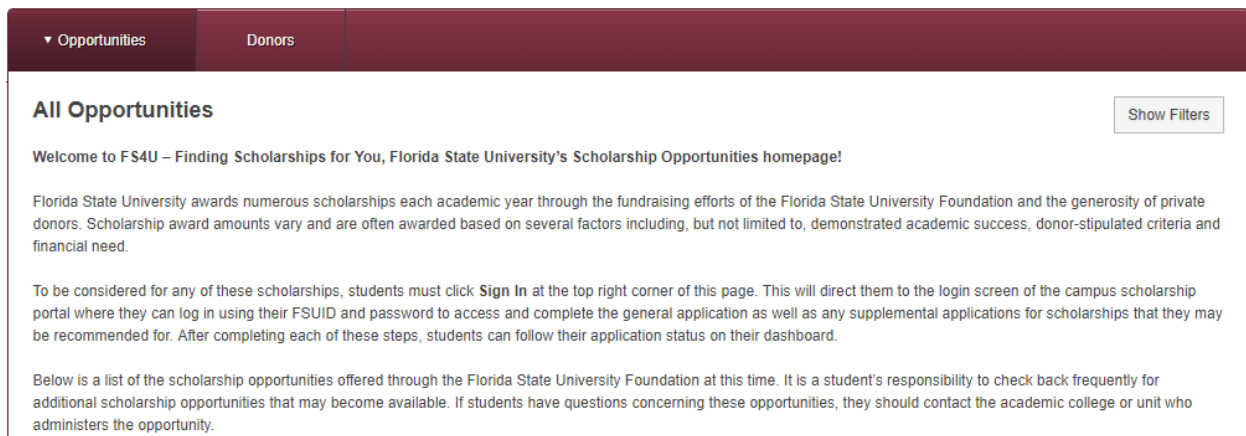 ▾ Opportunities Donors
All Opportunities
Show Filters
Welcome to FS4U – Finding Scholarships for You, Florida State University's Scholarship Opportunities homepage!
Florida State University awards numerous scholarships each academic year through the fundraising efforts of the Florida State University Foundation and the generosity of private
donors. Scholarship award amounts vary and are often awarded based on several factors including, but not limited to, demonstrated academic success, donor-stipulated criteria and
financial need.
To be considered for any of these scholarships, students must click Sign In at the top right corner of this page. This will direct them to the login screen of the campus scholarship
portal where they can log in using their FSUID and password to access and complete the general application as well as any supplemental applications for scholarships that they may
be recommended for. After completing each of these steps, students can follow their application status on their dashboard.
Below is a list of the scholarship opportunities offered through the Florida State University Foundation at this time. It is a student's responsibility to check back frequently for
additional scholarship opportunities that may become available. If students have questions concerning these opportunities, they should contact the academic college or unit who
administers the opportunity.